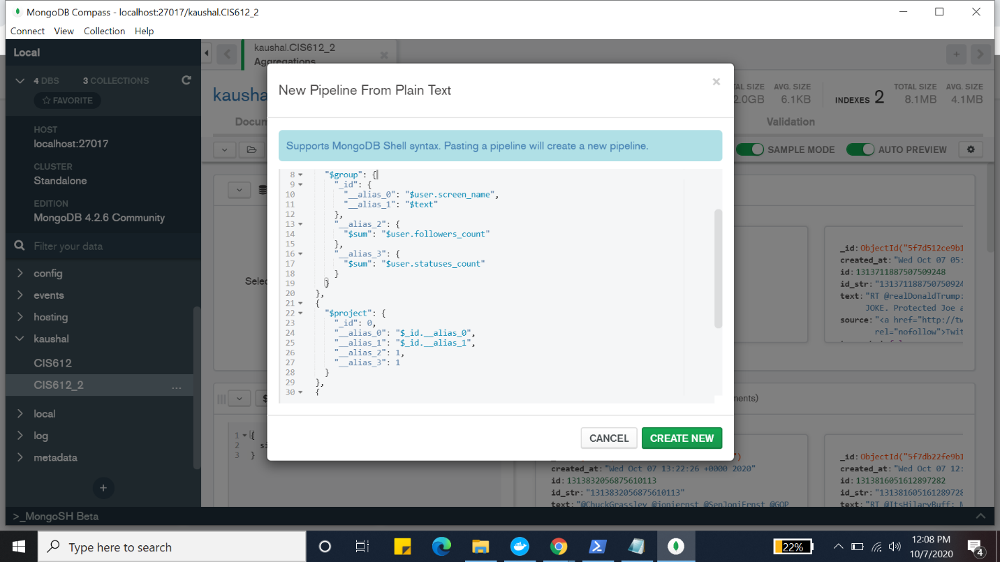 MongoDB Compass - localhost:27017/kaushal.CIS612_2
Connect View Collection Help
Local
4 DBS 3 COLLECTIONS
FAVORITE
HOST
localhost:27017
CLUSTER
Standalone
EDITION
MongoDB 4.2.6 Community
Filter your data
config
events
hosting
kaushal
CIS612
CIS612_2 ...
local
log
metadata
+
>_MongoSH Beta
kaushal.CIS612_2
Aggregations
AVG. SIZE
2.0GB 6.1KB
INDEXES 2
TOTAL SIZE AVG. SIZE
8.1MB 4.1MB
Validation
SAMPLE MODE AUTO PREVIEW
New Pipeline From Plain Text
Supports MongoDB Shell syntax. Pasting a pipeline will create a new pipeline.
8 "$group": {
9 "_id": {
10 "__alias_0": "$user.screen_name",
11 "__alias_1": "$text"
12 },
13 "__alias_2": {
14 "$sum": "$user.followers_count"
15 },
16 "__alias_3": {
17 "$sum": "$user.statuses_count"
18 }
19 }
20 },
21 {
22 "$project": {
23 "_id": 0,
24 "__alias_0": "$_id.__alias_0",
25 "__alias_1": "$_id.__alias_1",
26 "__alias_2": 1,
27 "__alias_3": 1
28 }
29 },
30 {
CANCEL CREATE NEW
_id: ObjectId("5f7d512ce9b1
created_at: "Wed Oct 07 05:
id: 1313711887507509248
id_str: "131371188750750924
text: "RT @realDonaldTrump:
JOKE. Protected Joe a
source: "<a href="http://tw
rel="nofollow">Twit
1 {
2 si
3 }
created_at: "Wed Oct 07 13:22:26 +0000 2020"
id: 1313832056875610113
id_str: "1313832056875610113"
text: "@ChuckGrassley @joniernst @SenJoniErnst @GOP
_id: ObjectId("5f7db22fe9b1
created_at: "Wed Oct 07 12:
id: 1313816051612897282
id_str: "131381605161289728
text: "RT @ItsHilaryBuff:
Type here to search
22%
12:08 PM
10/7/2020
4